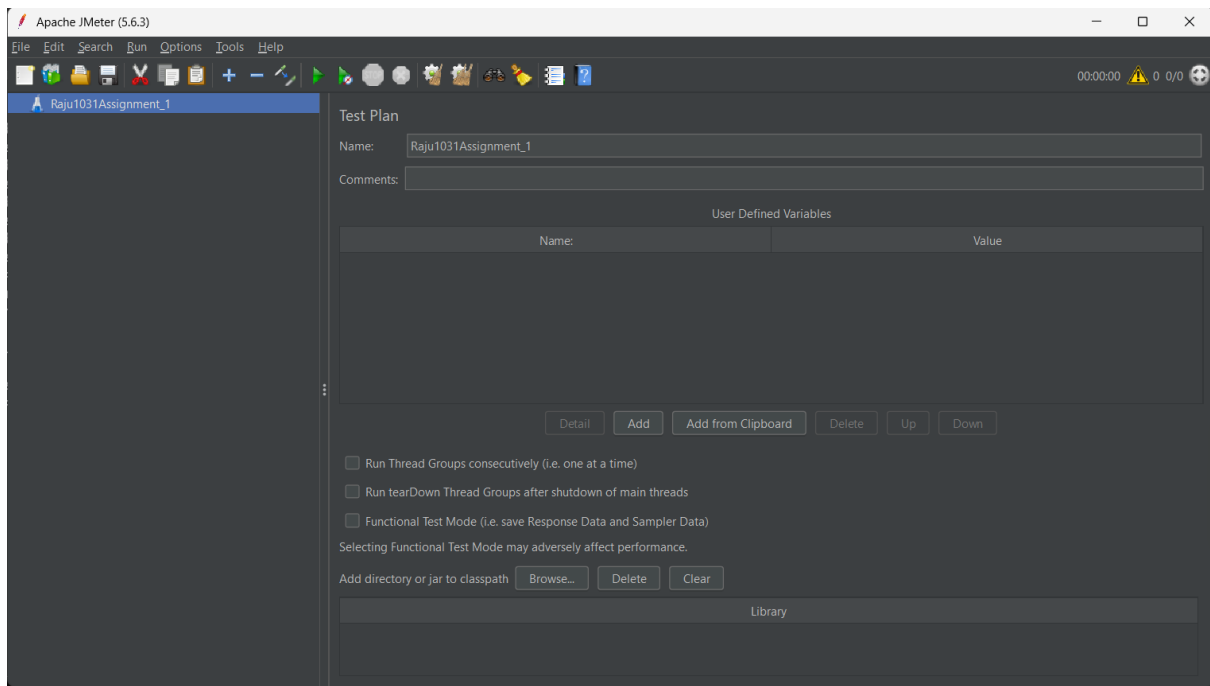 Apache JMeter (5.6.3)
File Edit Search Run Options Tools Help
00:00:00 0 0/0
Raju1031Assignment_1
Test Plan
Name: Raju1031Assignment_1
Comments:
User Defined Variables
Name: Value
Detail Add Add from Clipboard Delete Up Down
Run Thread Groups consecutively (i.e. one at a time)
Run tearDown Thread Groups after shutdown of main threads
Functional Test Mode (i.e. save Response Data and Sampler Data)
Selecting Functional Test Mode may adversely affect performance.
Add directory or jar to classpath Browse... Delete Clear
Library